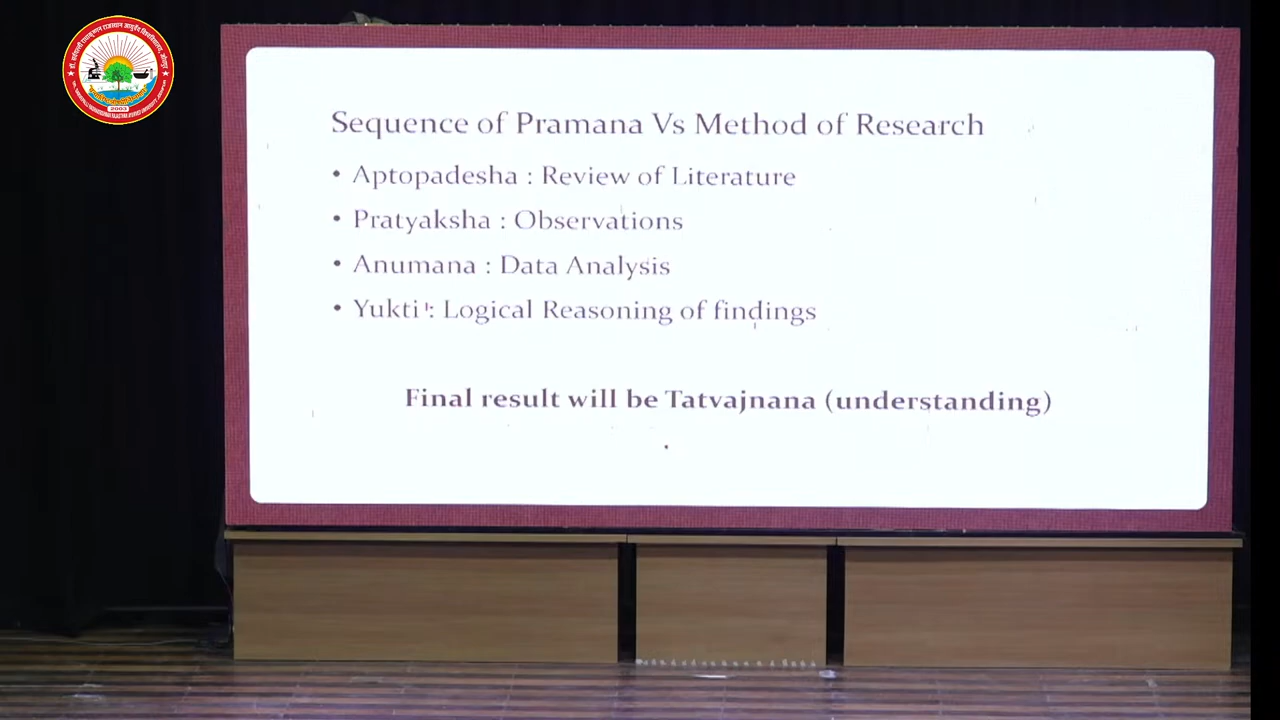 2003
Sequence of Pramana Vs Method of Research
• Aptopadesha : Review of Literature
• Pratyaksha : Observations
• Anumana : Data Analysis
• Yukti : Logical Reasoning of findings
Final result will be Tatvajnana (understanding)